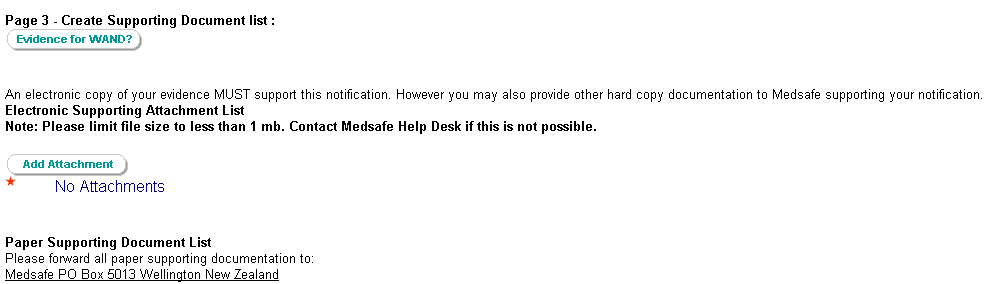 Page 3 - Create Supporting Document list :
Evidence for WAND?
An electronic copy of your evidence MUST support this notification. However you may also provide other hard copy documentation to Medsafe supporting your notification.
Electronic Supporting Attachment List
Note: Please limit file size to less than 1 mb. Contact Medsafe Help Desk if this is not possible.
Add Attachment
No Attachments
Paper Supporting Document List
Please forward all paper supporting documentation to:
Medsafe PO Box 5013 Wellington New Zealand